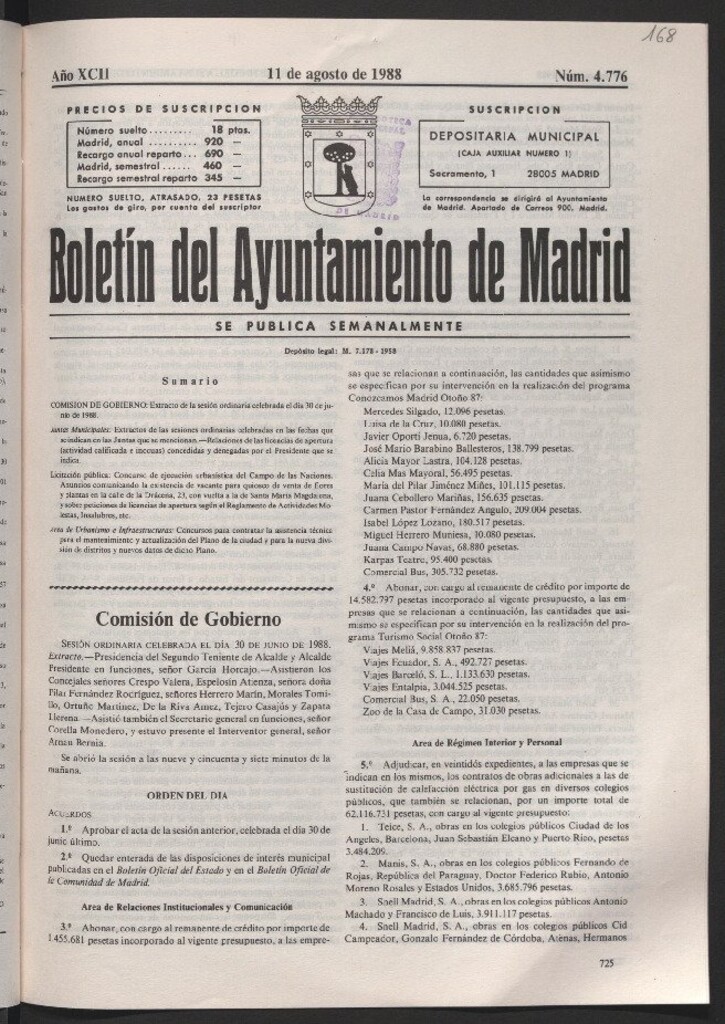 168
Año XCII
11 de agosto de 1988
Núm. 4.776
PRECIOS DE SUSCRIPCION
Número suelto......... 18 ptas.
Madrid, anual ......... 920 —
Recargo anual reparto... 690 —
Madrid, semestral ...... 460 —
Recargo semestral reparto 345 —
NUMERO SUELTO, ATRASADO, 23 PESETAS
Los gastos de giro, por cuenta del suscriptor
SUSCRIPCION
DEPOSITARIA MUNICIPAL
(CAJA AUXILIAR NUMERO 1)
Sacramento, 1 28005 MADRID
La correspondencia se dirigirá al Ayuntamiento
de Madrid. Apartado de Correos 900. Madrid.
Boletín del Ayuntamiento de Madrid
SE PUBLICA SEMANALMENTE
Depósito legal: M. 7.178 - 1958
Sumario
COMISION DE GOBIERNO: Extracto de la sesión ordinaria celebrada el día 30 de ju-
nio de 1988.
Juntas Municipales: Extractos de las sesiones ordinarias celebradas en las fechas que
se indican en las Juntas que se mencionan.—Relaciones de las licencias de apertura
(actividad calificada e inocuas) concedidas y denegadas por el Presidente que se
indica.
Licitación pública: Concurso de ejecución urbanística del Campo de las Naciones.
Anuncios comunicando la existencia de vacante para quiosco de venta de flores
y plantas en la calle de la Drácena, 23, con vuelta a la de Santa María Magdalena,
y sobre peticiones de licencias de apertura según el Reglamento de Actividades Mo-
lestas, Insalubres, etc.
Area de Urbanismo e Infraestructuras: Concursos para contratar la asistencia técnica
para el mantenimiento y actualización del Plano de la ciudad y para la nueva divi-
sión de distritos y nuevos datos de dicho Plano.
Comisión de Gobierno
SESIÓN ORDINARIA CELEBRADA EL DÍA 30 DE JUNIO DE 1988.
Extracto.—Presidencia del Segundo Teniente de Alcalde y Alcalde
Presidente en funciones, señor García Horcajo.—Asistieron los
Concejales señores Crespo Valera, Espelosín Atienza, señora doña
Pilar Fernández Rodríguez, señores Herrero Marín, Morales Tomi-
llo, Ortuño Martínez, De la Riva Amez, Tejero Casajús y Zapata
Llerena.—Asistió también el Secretario general en funciones, señor
Corella Monedero, y estuvo presente el Interventor general, señor
Arnau Bernia.
Se abrió la sesión a las nueve y cincuenta y siete minutos de la
mañana.
ORDEN DEL DIA
ACUERDOS
1.º Aprobar el acta de la sesión anterior, celebrada el día 30 de
junio último.
2.º Quedar enterada de las disposiciones de interés municipal
publicadas en el Boletín Oficial del Estado y en el Boletín Oficial de
la Comunidad de Madrid.
Area de Relaciones Institucionales y Comunicación
3.º Abonar, con cargo al remanente de crédito por importe de
1.455.681 pesetas incorporado al vigente presupuesto, a las empre-
sas que se relacionan a continuación, las cantidades que asimismo
se especifican por su intervención en la realización del programa
Conozcamos Madrid Otoño 87:
Mercedes Silgado, 12.096 pesetas.
Luisa de la Cruz, 10.080 pesetas.
Javier Oporti Jenua, 6.720 pesetas.
José Mario Barabino Ballesteros, 138.799 pesetas.
Alicia Mayor Lastra, 104.128 pesetas.
Celia Mas Mayoral, 56.495 pesetas.
María del Pilar Jiménez Miñes, 101.115 pesetas.
Juana Cebollero Mariñas, 156.635 pesetas.
Carmen Pastor Fernández Angulo, 209.004 pesetas.
Isabel López Lozano, 180.517 pesetas.
Miguel Herrero Muniesa, 10.080 pesetas.
Juana Campo Navas, 68.880 pesetas.
Karpas Teatro, 95.400 pesetas.
Comercial Bus, 305.732 pesetas.
4.º Abonar, con cargo al remanente de crédito por importe de
14.582.797 pesetas incorporado al vigente presupuesto, a las em-
presas que se relacionan a continuación, las cantidades que asi-
mismo se especifican por su intervención en la realización del pro-
grama Turismo Social Otoño 87:
Viajes Meliá, 9.858.837 pesetas.
Viajes Ecuador, S. A., 492.727 pesetas.
Viajes Barceló, S. L., 1.133.630 pesetas.
Viajes Entalpia, 3.044.525 pesetas.
Comercial Bus, S. A., 22.050 pesetas.
Zoo de la Casa de Campo, 31.030 pesetas.
Area de Régimen Interior y Personal
5.º Adjudicar, en veintidós expedientes, a las empresas que se
indican en los mismos, los contratos de obras adicionales a las de
sustitución de calefacción eléctrica por gas en diversos colegios
públicos, que también se relacionan, por un importe total de
62.116.731 pesetas, con cargo al vigente presupuesto:
1. Teice, S. A., obras en los colegios públicos Ciudad de los
Angeles, Barcelona, Juan Sebastián Elcano y Puerto Rico, pesetas
3.484.209.
2. Manis, S. A., obras en los colegios públicos Fernando de
Rojas, República del Paraguay, Doctor Federico Rubio, Antonio
Moreno Rosales y Estados Unidos, 3.685.796 pesetas.
3. Snell Madrid, S. A., obras en los colegios públicos Antonio
Machado y Francisco de Luis, 3.911.117 pesetas.
4. Snell Madrid, S. A., obras en los colegios públicos Cid
Campeador, Gonzalo Fernández de Córdoba, Atenas, Hermanos
725